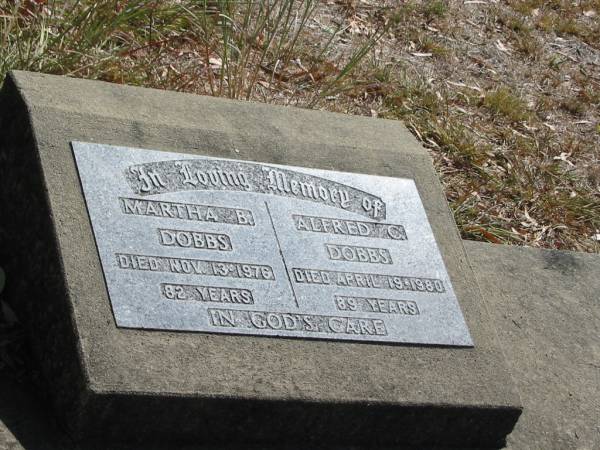 In Loving Memory of
MARTHA B. DOBBS
DIED NOV. 13. 1976
82 YEARS
ALFRED C. DOBBS
DIED APRIL 19. 1980
89 YEARS
IN GOD'S CARE